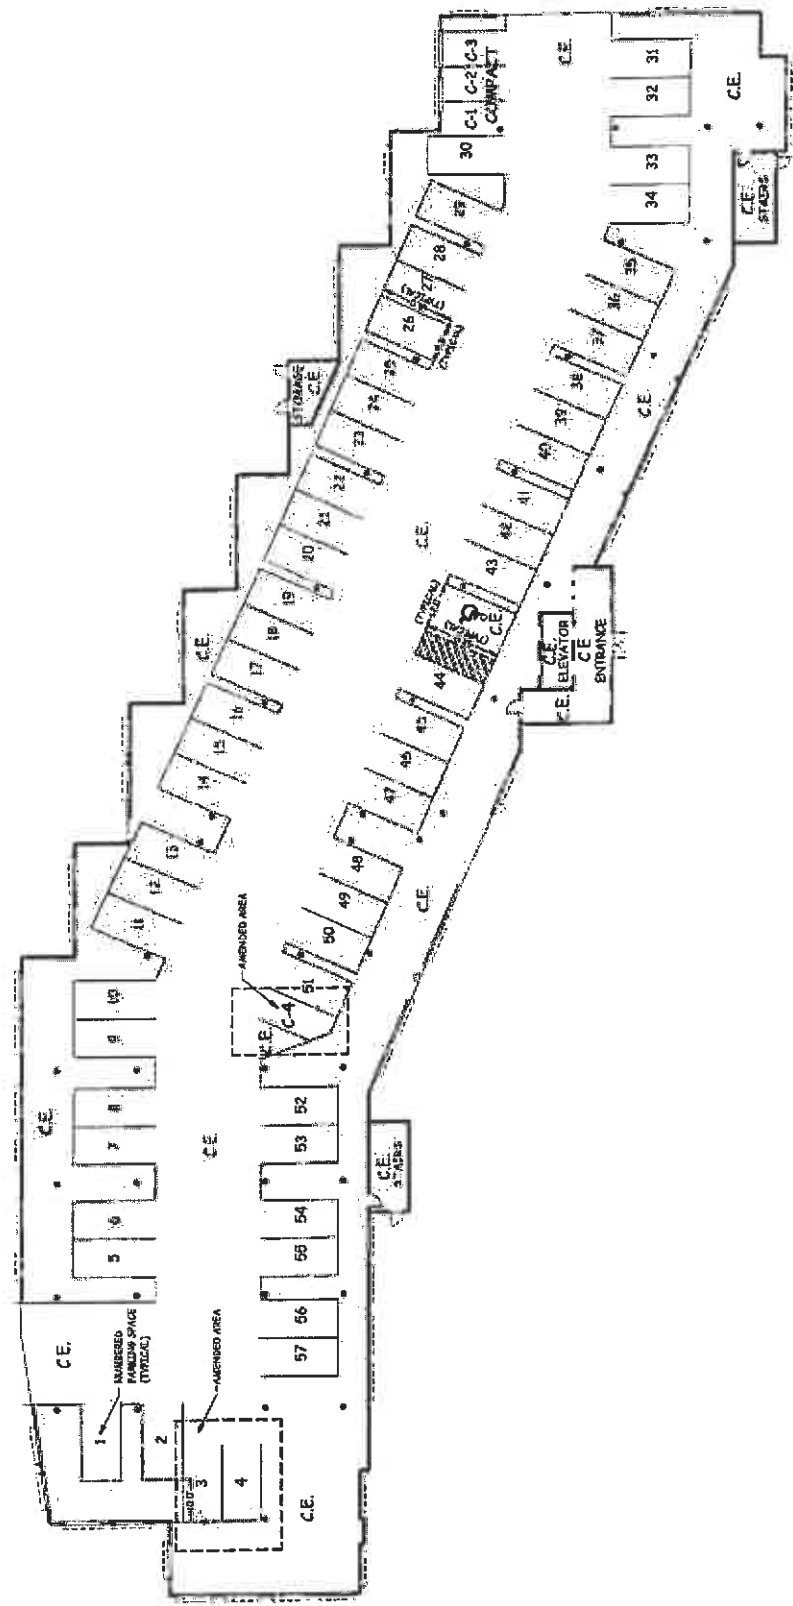 C-1 C-2 C-3
COMPACT
C.E.
30
31
32
33
34
C.E.
C.E.
STAIRS
29
28
27
26
25
24
23
22
21
20
19
18
17
16
15
14
13
12
11
10
9
8
7
6
5
STORAGE
C.E.
35
36
37
38
39
40
41
42
43
44
45
46
47
48
49
50
51
C-4
C.E.
C.E.
C.E.
(TYPICAL)
C.E.
C.E.
ELEVATOR
C.E.
ENTRANCE
C.E.
C.E.
AMENDED AREA
C.E.
C.E.
C.E.
52
53
54
55
56
57
C.E.
STAIRS
C.E.
1
NUMBERED
PARKING SPACE
(TYPICAL)
2
AMENDED AREA
3
4
C.E.